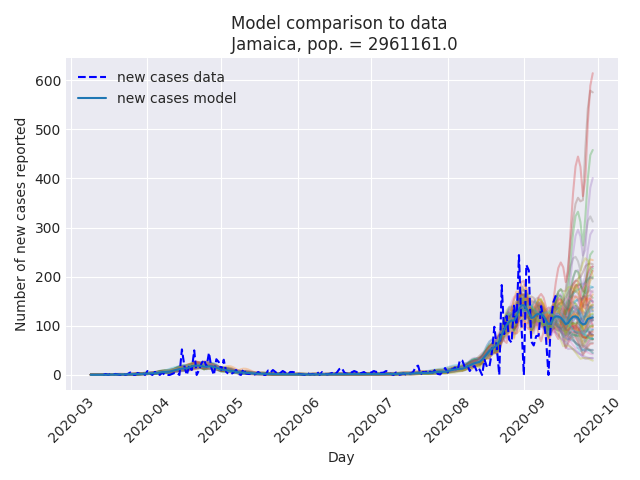 Model comparison to data
Jamaica, pop. = 2961161.0
new cases data
new cases model
Number of new cases reported
600
500
400
300
200
100
0
2020-03
2020-04
2020-05
2020-06
2020-07
2020-08
2020-09
2020-10
Day